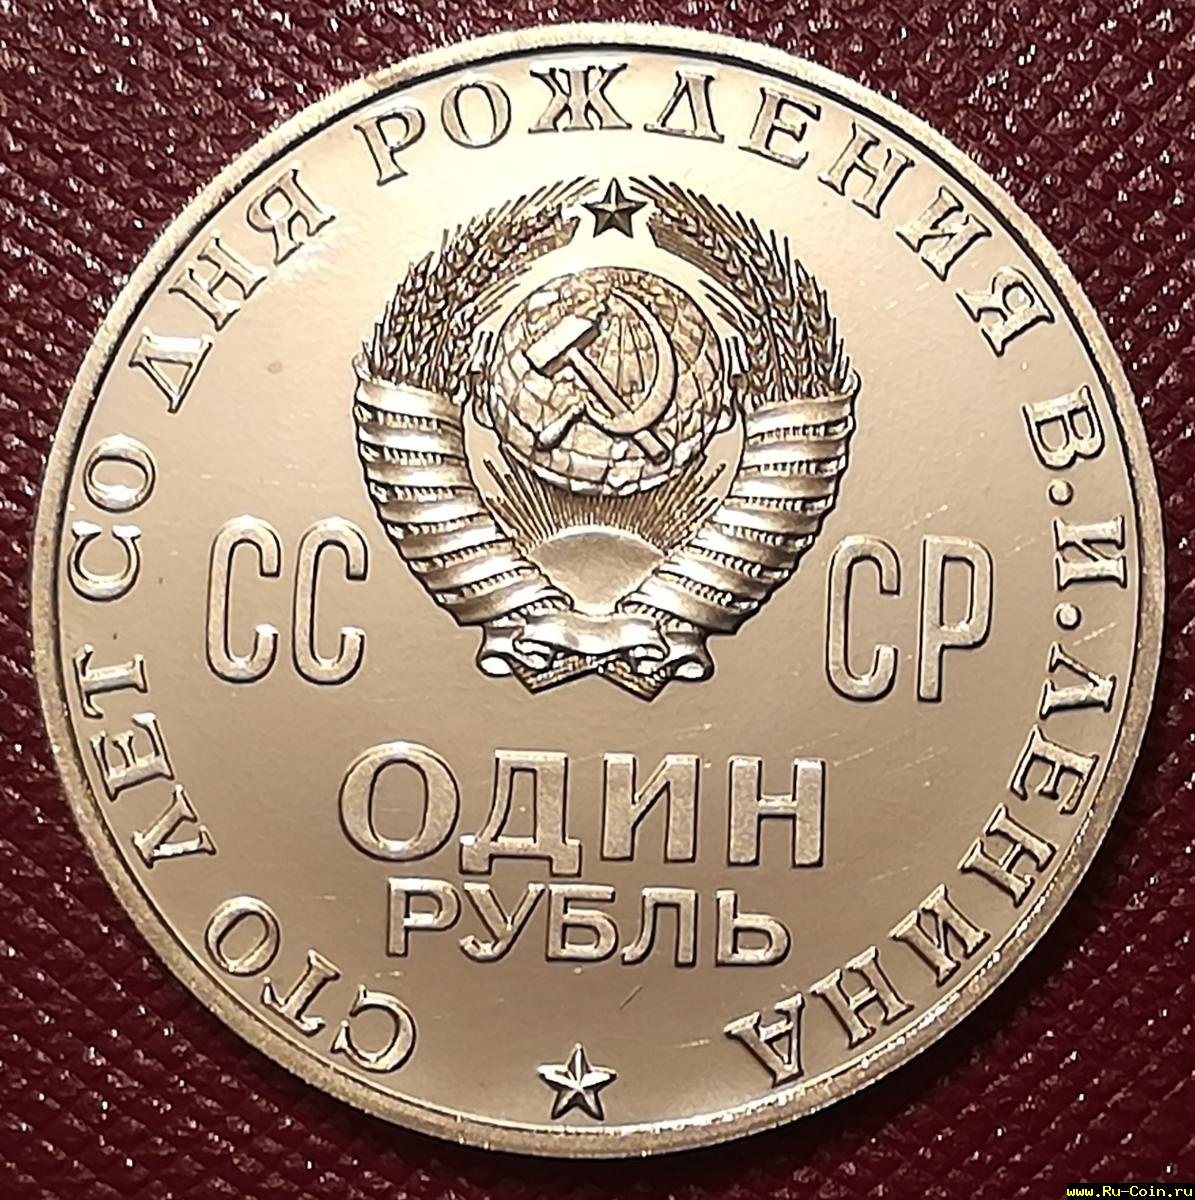 СТО ЛЕТ СО ДНЯ РОЖДЕНИЯ В.И.ЛЕНИНА
СС СР
ОДИН
РУБЛЬ
www.Ru-Coin.ru